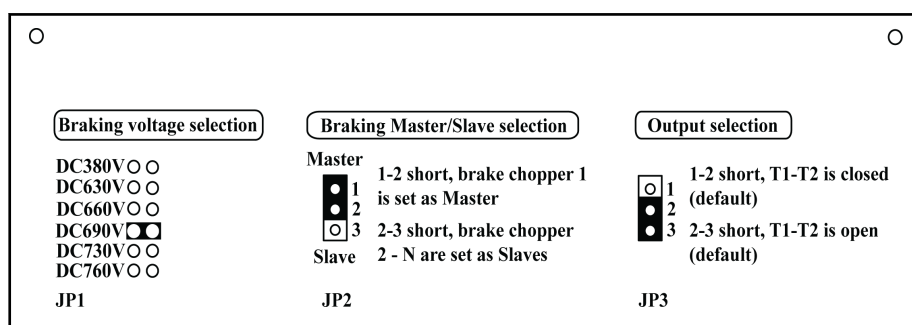 Braking voltage selection
DC380V
DC630V
DC660V
DC690V
DC730V
DC760V
JP1
Braking Master/Slave selection
Master
1
2
3
Slave
1-2 short, brake chopper 1
is set as Master
2-3 short, brake chopper
2 - N are set as Slaves
JP2
Output selection
1
2
3
1-2 short, T1-T2 is closed
(default)
2-3 short, T1-T2 is open
(default)
JP3